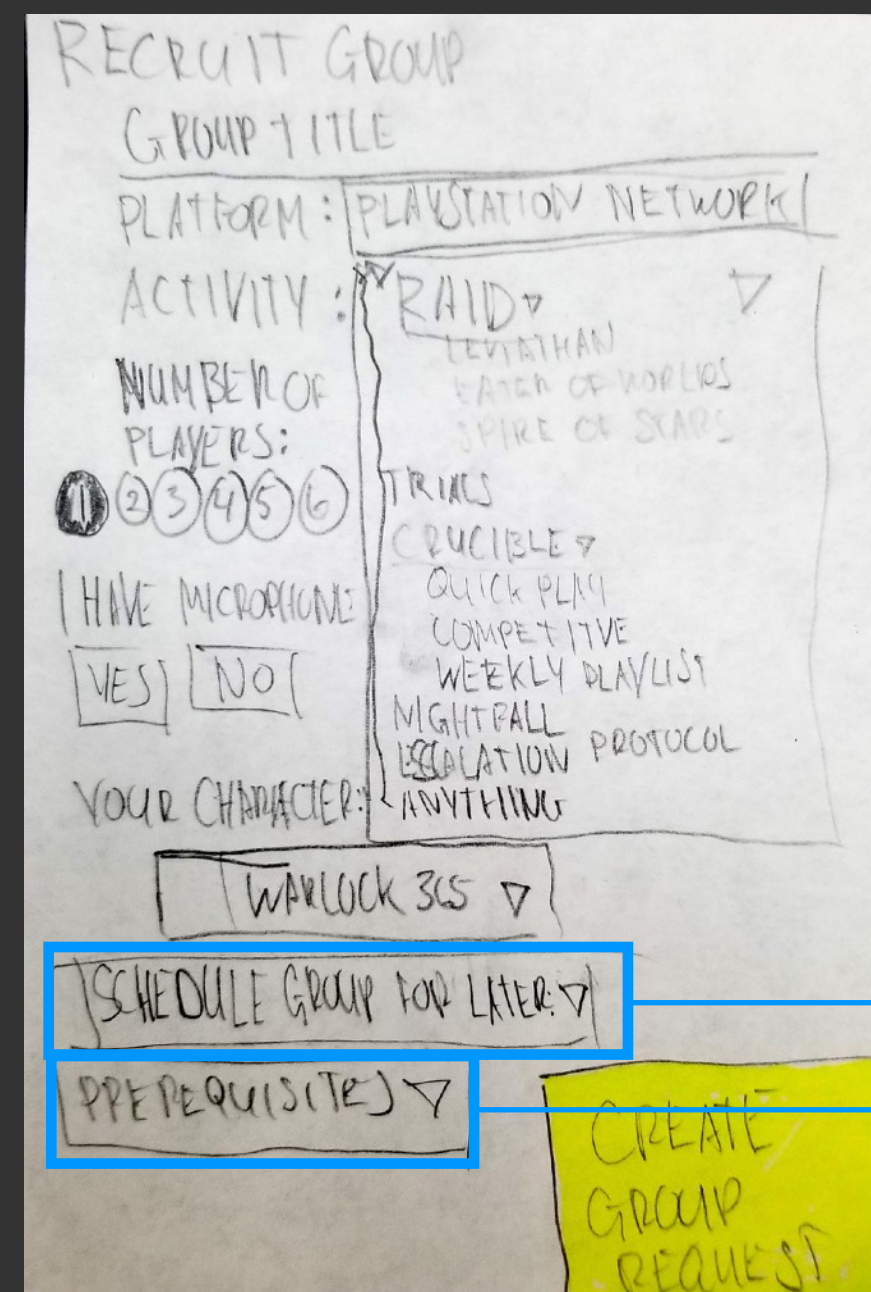 RECRUIT GROUP
GROUP TITLE
PLATFORM: PLAYSTATION NETWORK
ACTIVITY: RAID
LEVIATHAN
EATER OF WORLDS
SPIRE OF STARS
NUMBER OF
PLAYERS:
1 2 3 4 5 6
TRIALS
CRUCIBLE
QUICK PLAY
COMPETITVE
WEEKLY PLAYLIST
NIGHTFALL
ESCALATION PROTOCOL
ANYTHING
I HAVE MICROPHONE:
YES NO
YOUR CHARACTER:
WARLOCK 365
SCHEDULE GROUP FOR LATER:
PREREQUISITES
CREATE
GROUP
REQUEST